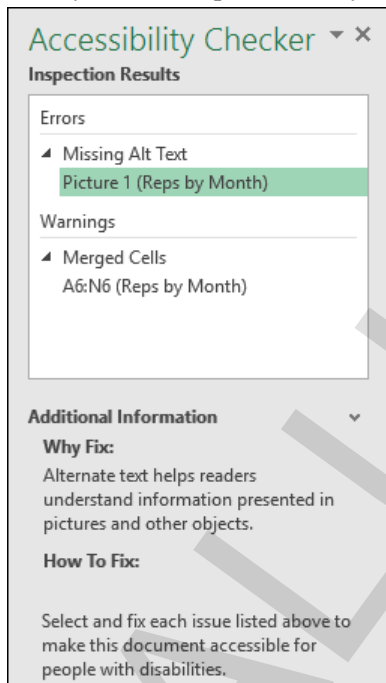 Accessibility Checker
Inspection Results
Errors
Missing Alt Text
Picture 1 (Reps by Month)
Warnings
Merged Cells
A6:N6 (Reps by Month)
Additional Information
Why Fix:
Alternate text helps readers
understand information presented in
pictures and other objects.
How To Fix:
Select and fix each issue listed above to
make this document accessible for
people with disabilities.